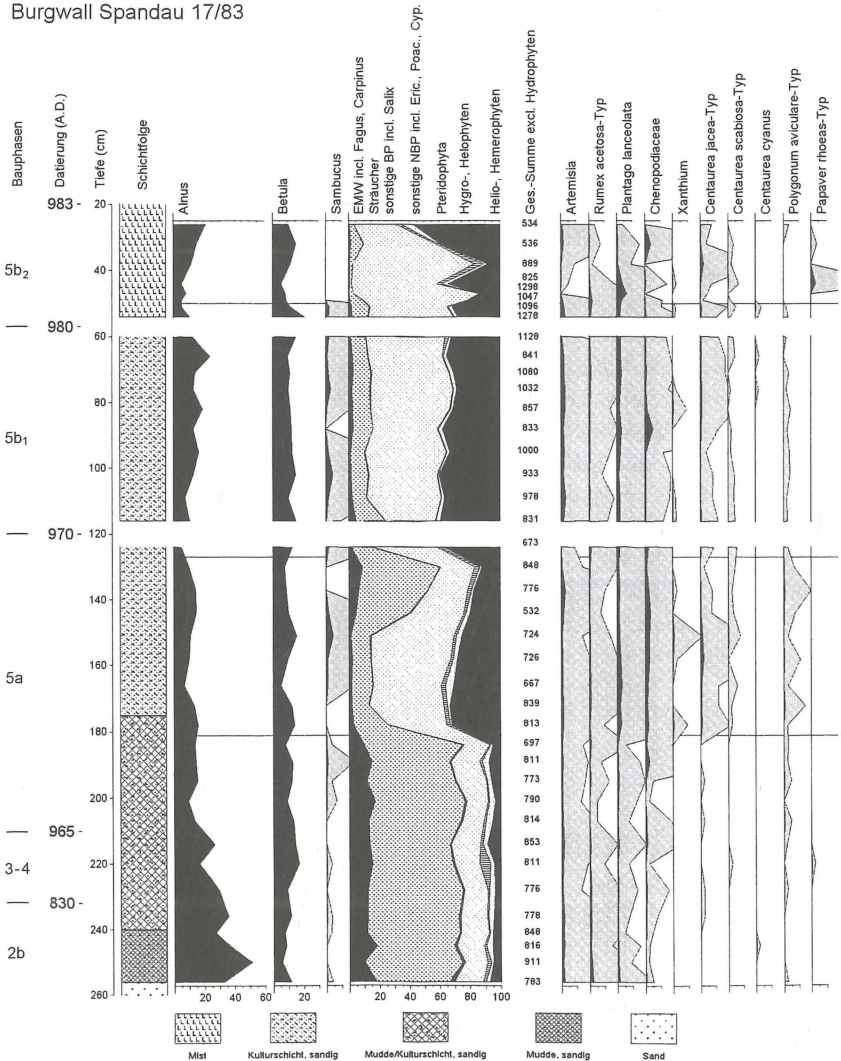 Burgwall Spandau 17/83
Bauphasen
Datierung (A.D.)
Tiefe (cm)
Schichtfolge
Alnus
Betula
Sambucus
EMW incl. Fagus, Carpinus
Sträucher
sonstige BP incl. Salix
sonstige NBP incl. Eric., Poac., Cyp.
Pteridophyta
Hygro-, Helophyten
Helio-, Hemerophyten
Ges.-Summe excl. Hydrophyten
Artemisia
Rumex acetosa-Typ
Plantago lanceolata
Chenopodiaceae
Xanthium
Centaurea jacea-Typ
Centaurea scabiosa-Typ
Centaurea cyanus
Polygonum aviculare-Typ
Papaver rhoeas-Typ
5b2
5b1
5a
3-4
2b
983 -
980 -
970 -
965 -
830 -
20
40
60
80
100
120
140
160
180
200
220
240
260
534
536
889
825
1298
1047
1096
1278
1128
841
1080
1032
857
833
1000
933
978
831
673
848
776
532
724
726
667
839
813
697
811
773
790
814
853
811
776
778
848
816
911
783
20 40 60
20
20 40 60 80 100
Mist
Kulturschicht, sandig
Mudde/Kulturschicht, sandig
Mudde, sandig
Sand